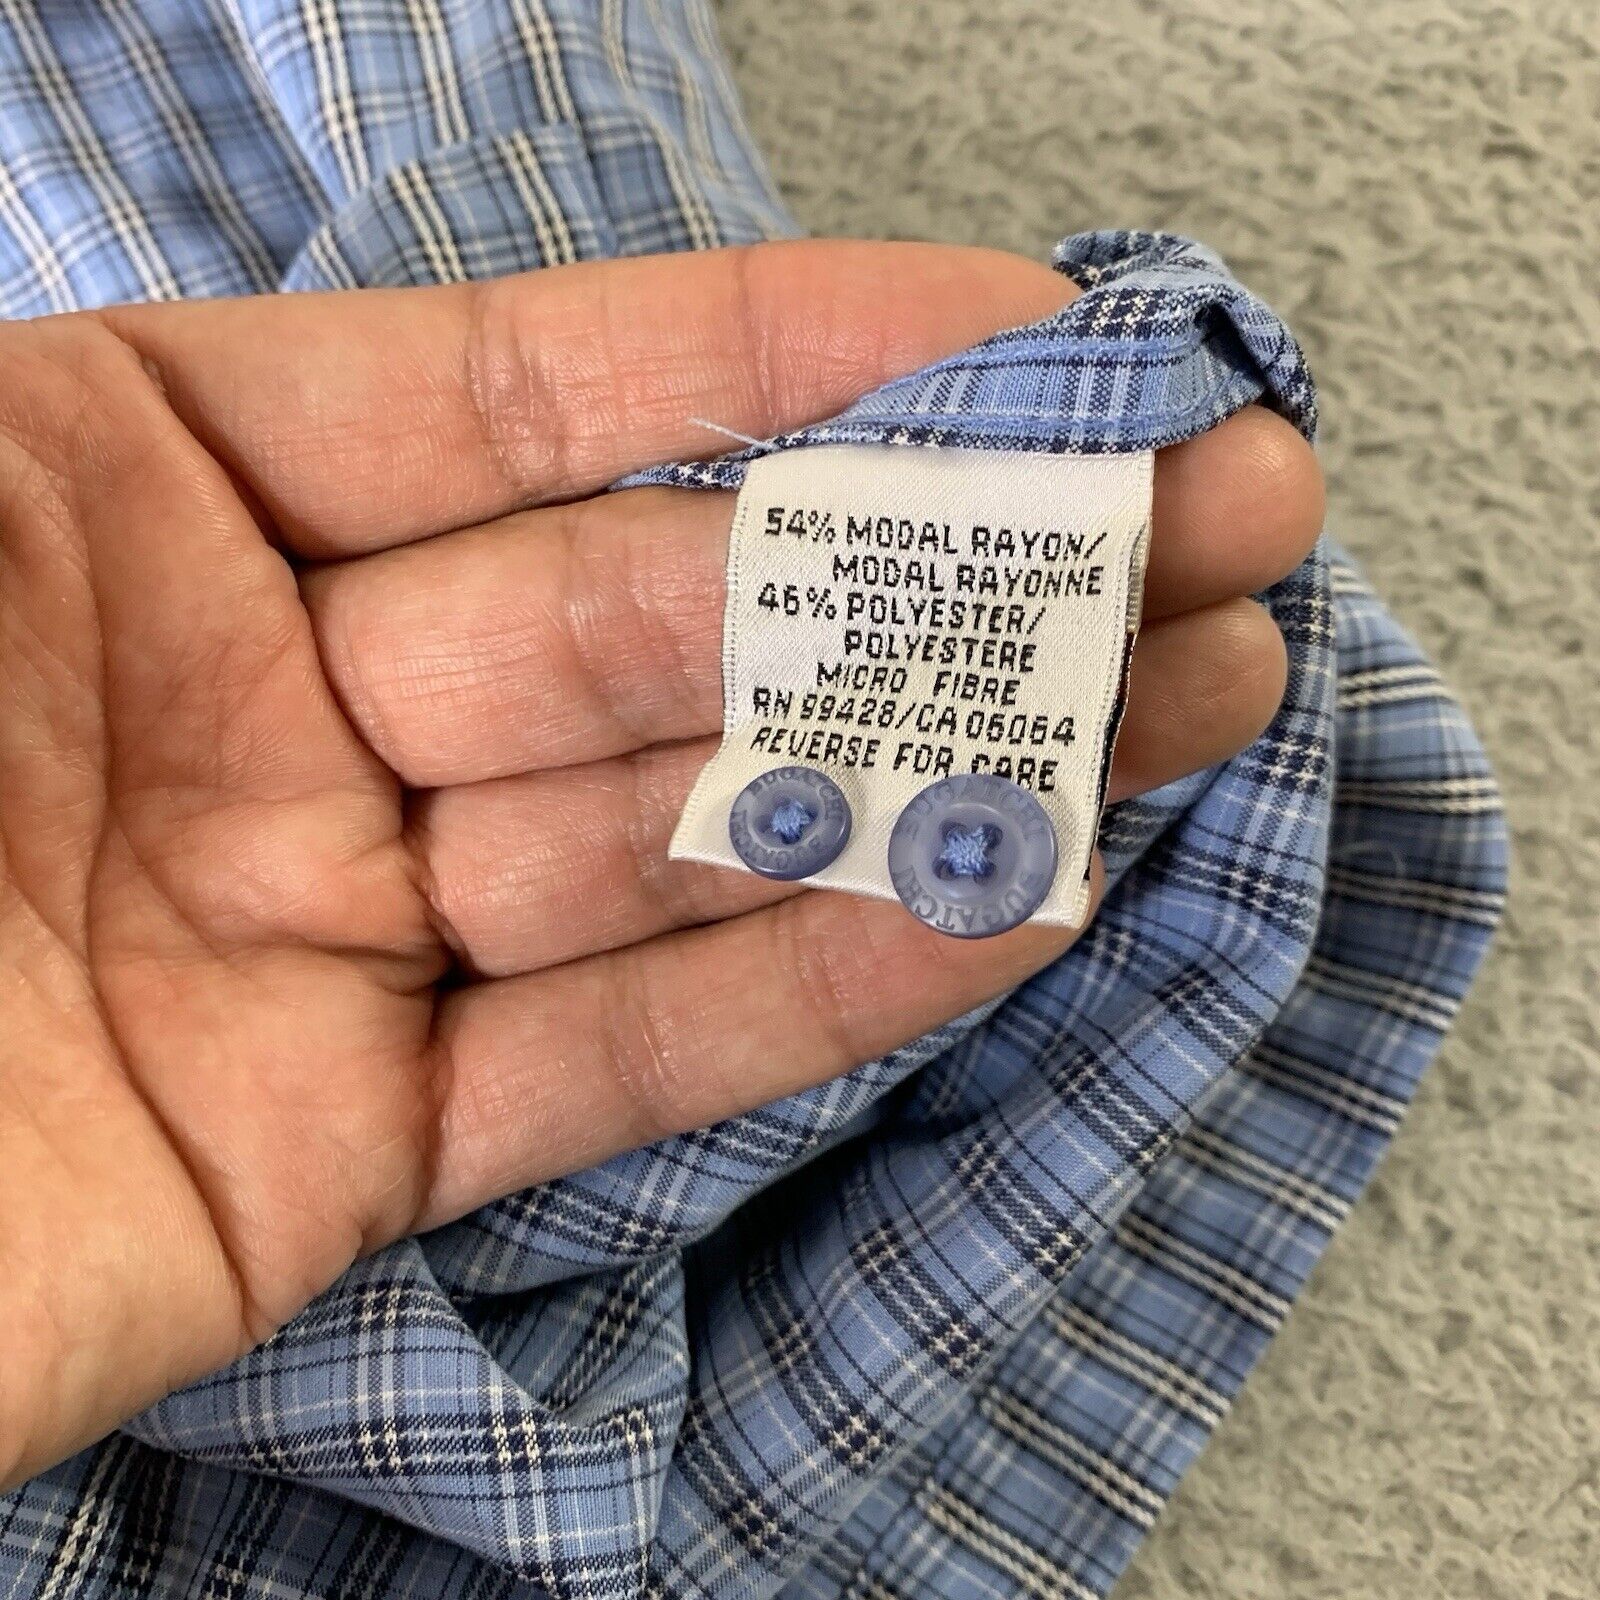 54% MODAL RAYON/
MODAL RAYONNE
46% POLYESTER/
POLYESTERE
MICRO FIBRE
RN 99428/CA 06064
REVERSE FOR CARE
BUGATCHI
BUGATCHI